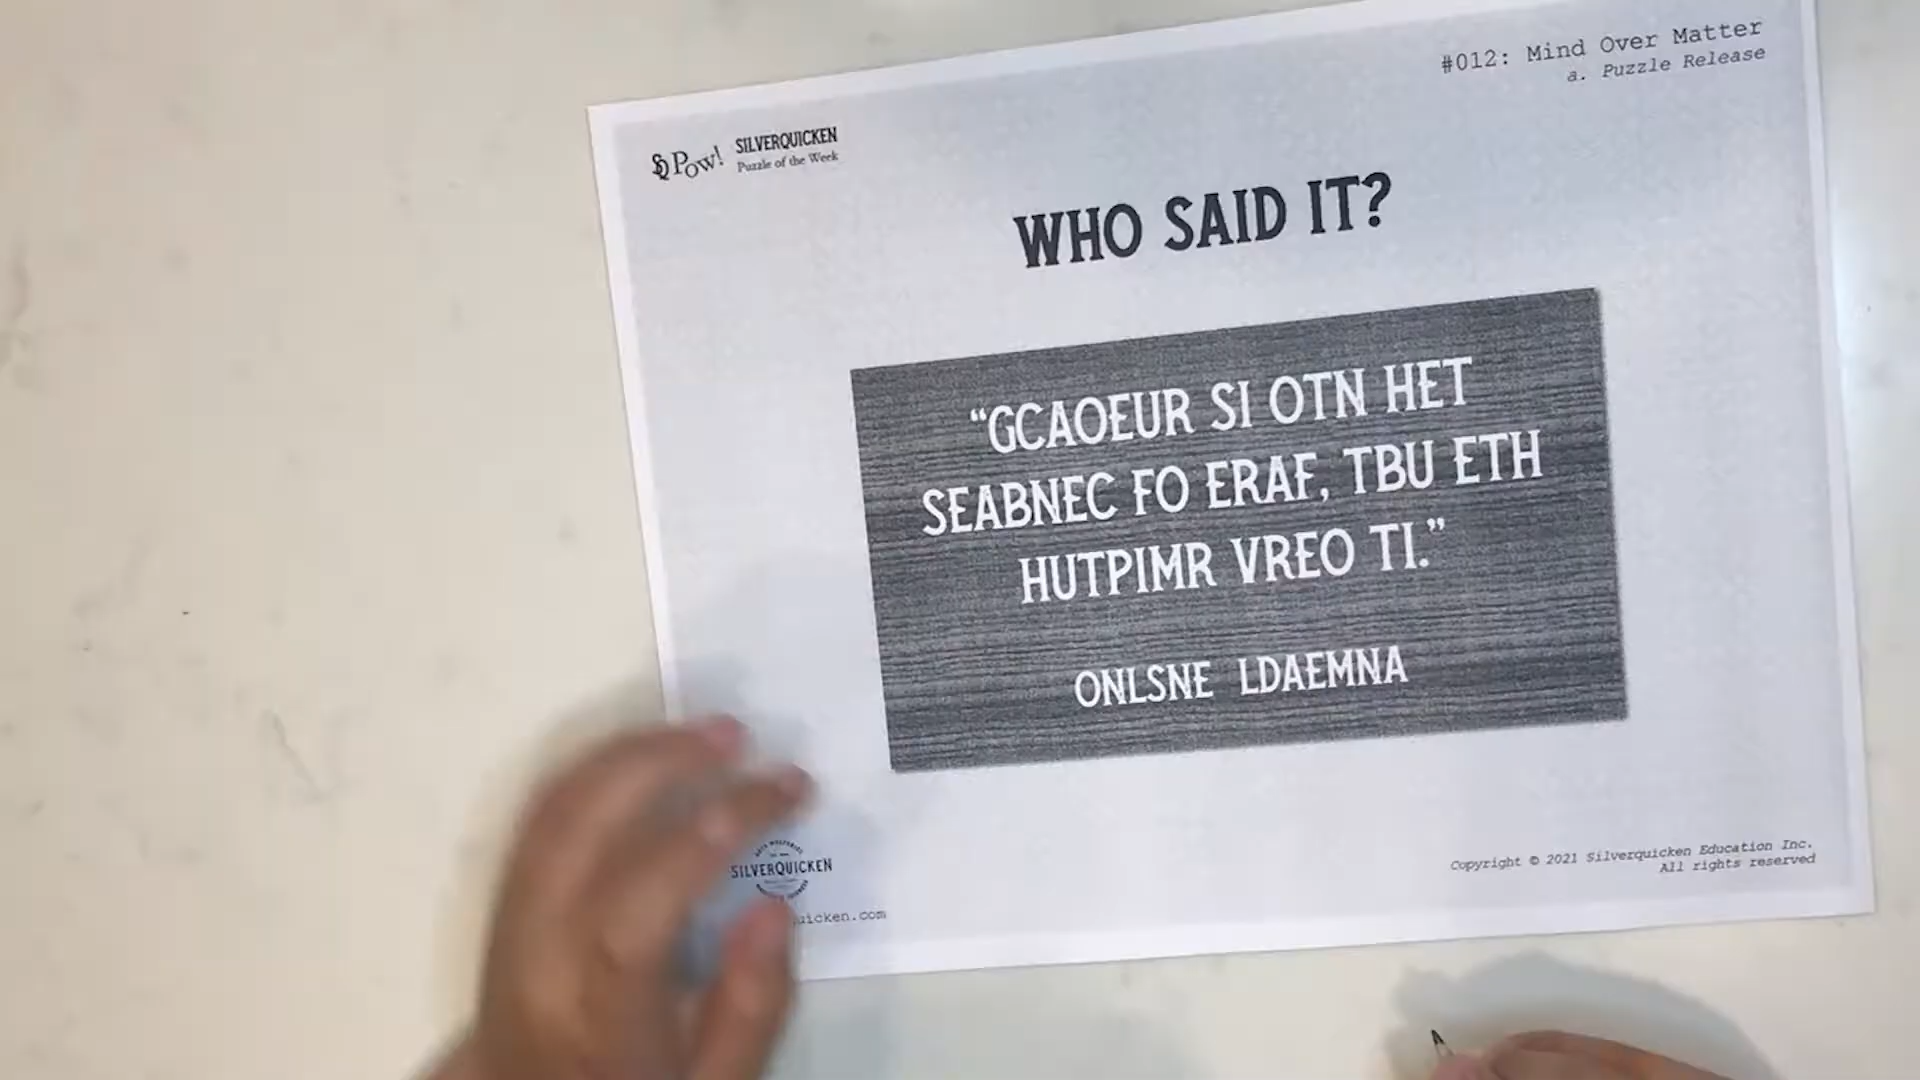 #012: Mind Over Matter
a. Puzzle Release
SQ Pow! SILVERQUICKEN
Puzzle of the Week
WHO SAID IT?
“GCAOEUR SI OTN HET
SEABNEC FO ERAF, TBU ETH
HUTPIMR VREO TI.”
ONLSNE LDAEMNA
SILVERQUICKEN
uicken.com
Copyright © 2021 Silverquicken Education Inc.
All rights reserved